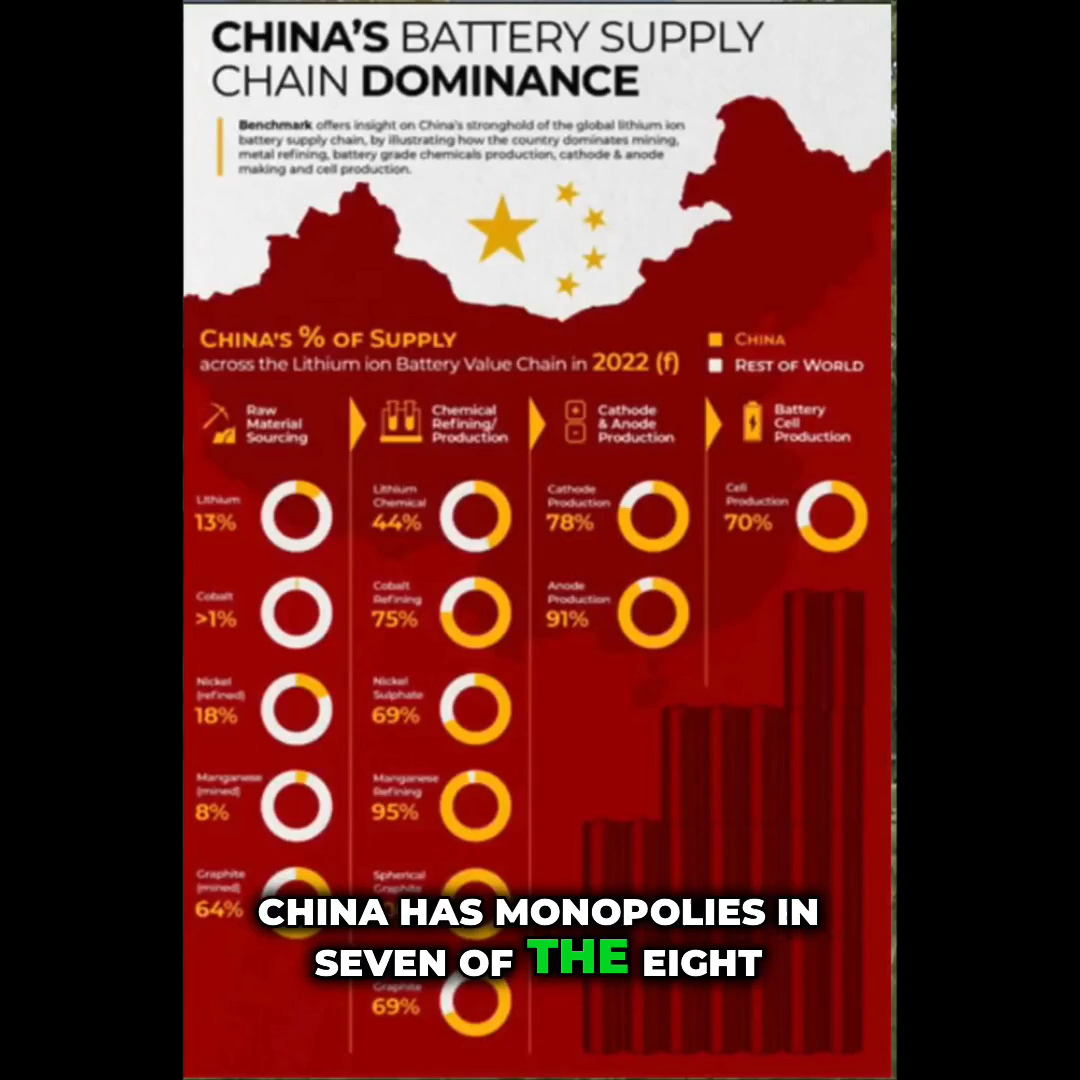 CHINA'S BATTERY SUPPLY
CHAIN DOMINANCE
Benchmark offers insight on China's stronghold of the global lithium ion
battery supply chain, by illustrating how the country dominates mining,
metal refining, battery grade chemicals production, cathode & anode
making and cell production.
CHINA'S % OF SUPPLY
across the Lithium ion Battery Value Chain in 2022 (f)
CHINA
REST OF WORLD
Raw
Material
Sourcing
Chemical
Refining/
Production
Cathode
& Anode
Production
Battery
Cell
Production
Lithium
13%
Lithium
Chemical
44%
Cathode
Production
78%
Cell
Production
70%
Cobalt
>1%
Cobalt
Refining
75%
Anode
Production
91%
Nickel
(refined)
18%
Nickel
Sulphate
69%
Manganese
(mined)
8%
Manganese
Refining
95%
Graphite
(mined)
64%
Spherical
Graphite
CHINA HAS MONOPOLIES IN
SEVEN OF THE EIGHT
Graphite
69%